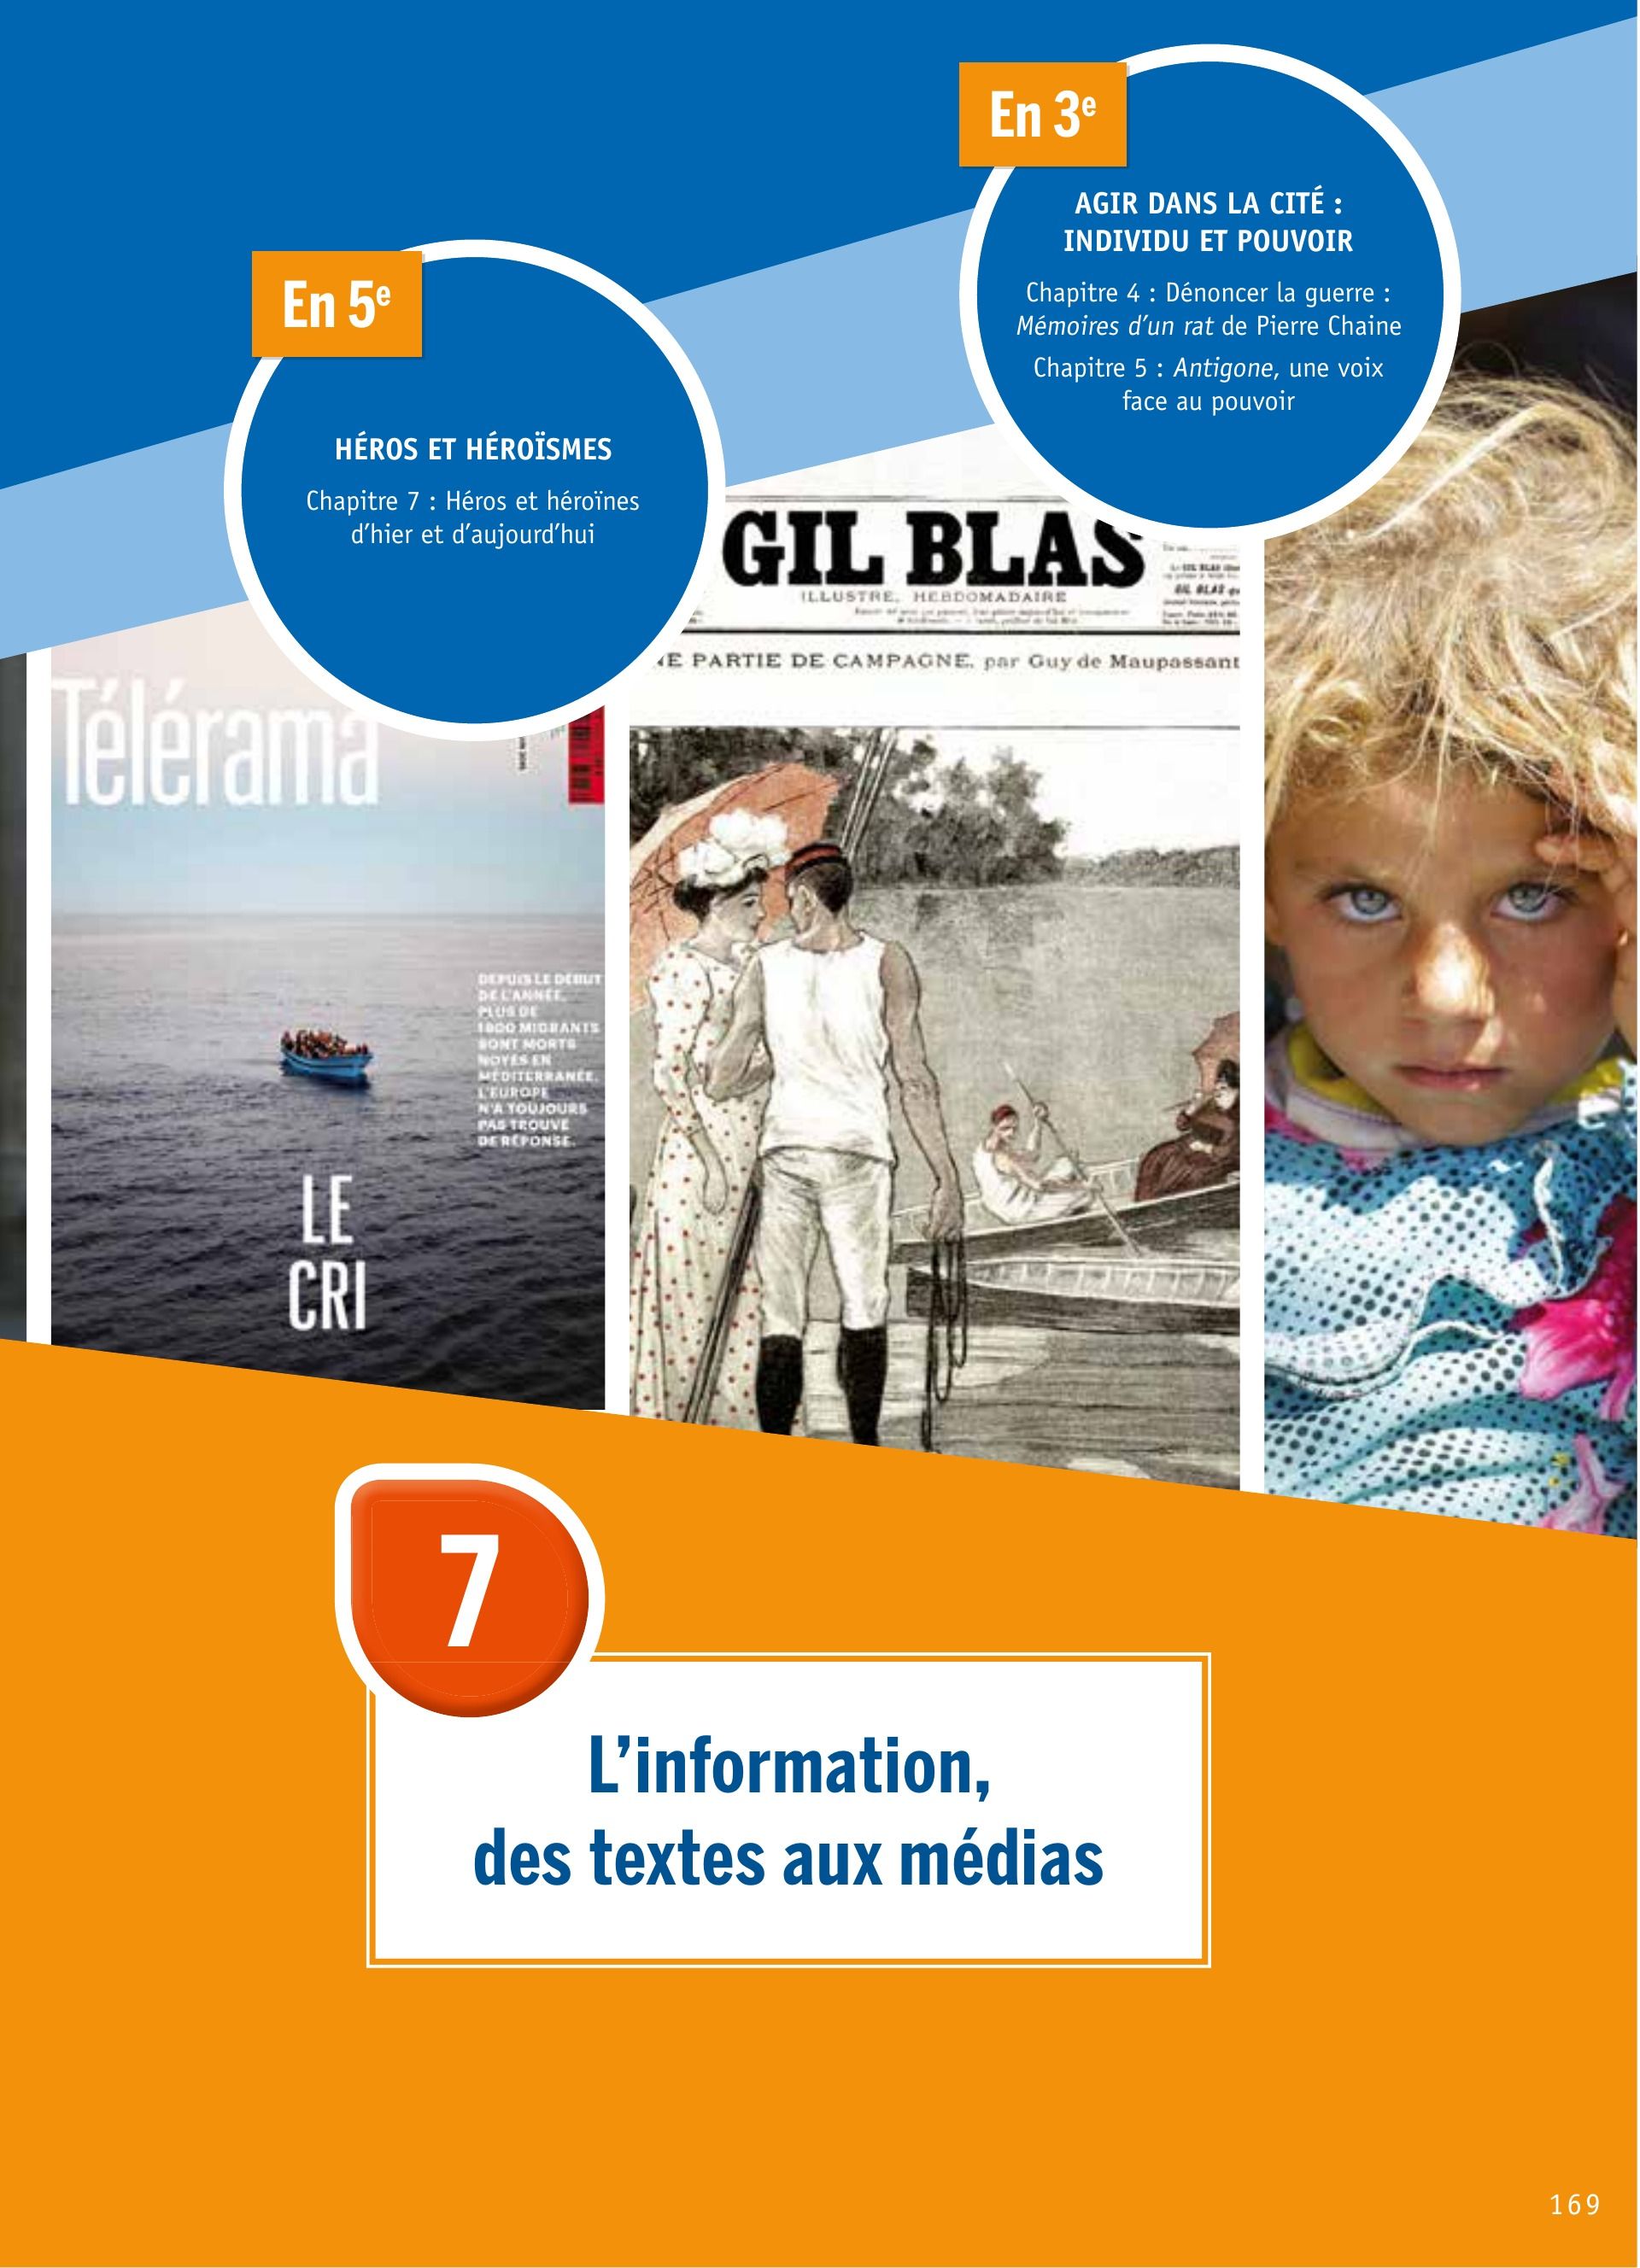 En 3e
AGIR DANS LA CITÉ :
INDIVIDU ET POUVOIR
Chapitre 4 : Dénoncer la guerre :
Mémoires d’un rat de Pierre Chaine
Chapitre 5 : Antigone, une voix
face au pouvoir
En 5e
HÉROS ET HÉROÏSMES
Chapitre 7 : Héros et héroïnes
d’hier et d’aujourd’hui
GIL BLAS
ILLUSTRE, HEBDOMADAIRE
PARTIE DE CAMPAGNE, par Guy de Maupassant
Télérama
DEPUIS LE DÉBUT
DE L'ANNÉE,
PLUS DE
1800 MIGRANTS
SONT MORTS
NOYÉS EN
MÉDITERRANÉE.
L'EUROPE
N'A TOUJOURS
PAS TROUVÉ
DE RÉPONSE.
LE
CRI
7
L’information,
des textes aux médias
169